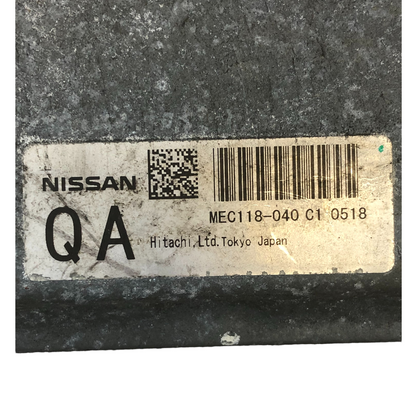 NISSAN
MEC118-040 C1 0518
QA
Hitachi,Ltd.Tokyo Japan